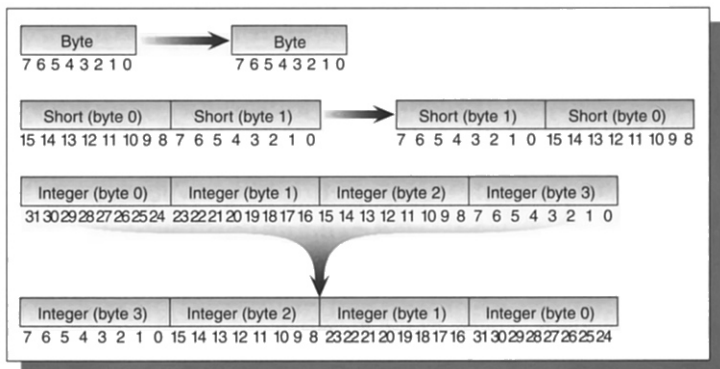 Byte Byte
7 6 5 4 3 2 1 0 7 6 5 4 3 2 1 0
Short (byte 0) Short (byte 1) Short (byte 1) Short (byte 0)
15 14 13 12 11 10 9 8 7 6 5 4 3 2 1 0 7 6 5 4 3 2 1 0 15 14 13 12 11 10 9 8
Integer (byte 0) Integer (byte 1) Integer (byte 2) Integer (byte 3)
31 30 29 28 27 26 25 24 23 22 21 20 19 18 17 16 15 14 13 12 11 10 9 8 7 6 5 4 3 2 1 0
Integer (byte 3) Integer (byte 2) Integer (byte 1) Integer (byte 0)
7 6 5 4 3 2 1 0 15 14 13 12 11 10 9 8 23 22 21 20 19 18 17 16 31 30 29 28 27 26 25 24